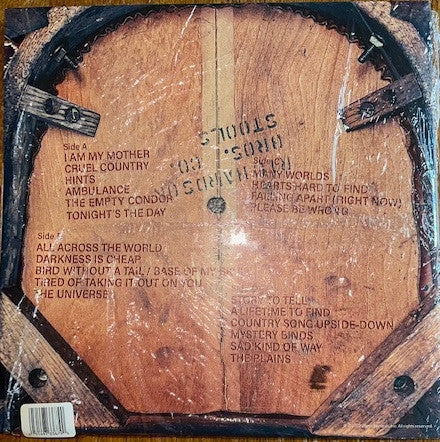 Side A
I AM MY MOTHER
CRUEL COUNTRY
HINTS
AMBULANCE
THE EMPTY CONDOR
TONIGHT'S THE DAY
Side
ALL ACROSS THE WORLD
DARKNESS IS CHEAP
BIRD WITHOUT A TAIL / BASE OF MY
TIRED OF TAKING IT OUT ON YOU
THE UNIVERSE
BROS. CO.
STOOLS
Side
MANY WORLDS
HEARTS HARD TO FIND
FALLING APART (RIGHT NOW)
PLEASE BE WRONG
STORY TO TELL
A LIFETIME TO FIND
COUNTRY SONG UPSIDE-DOWN
MYSTERY BINDS
SAD KIND OF WAY
THE PLAINS
All rights reserved.